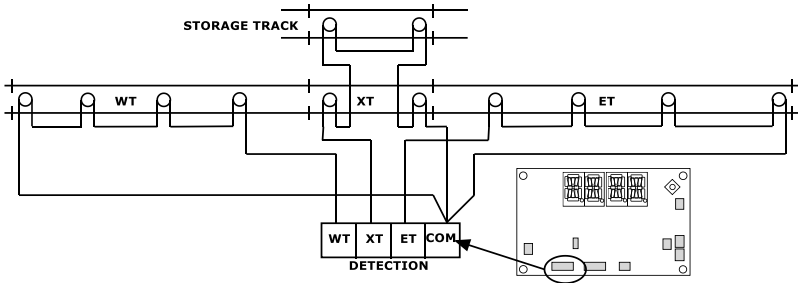 STORAGE TRACK
WT XT ET
WT XT ET COM
DETECTION